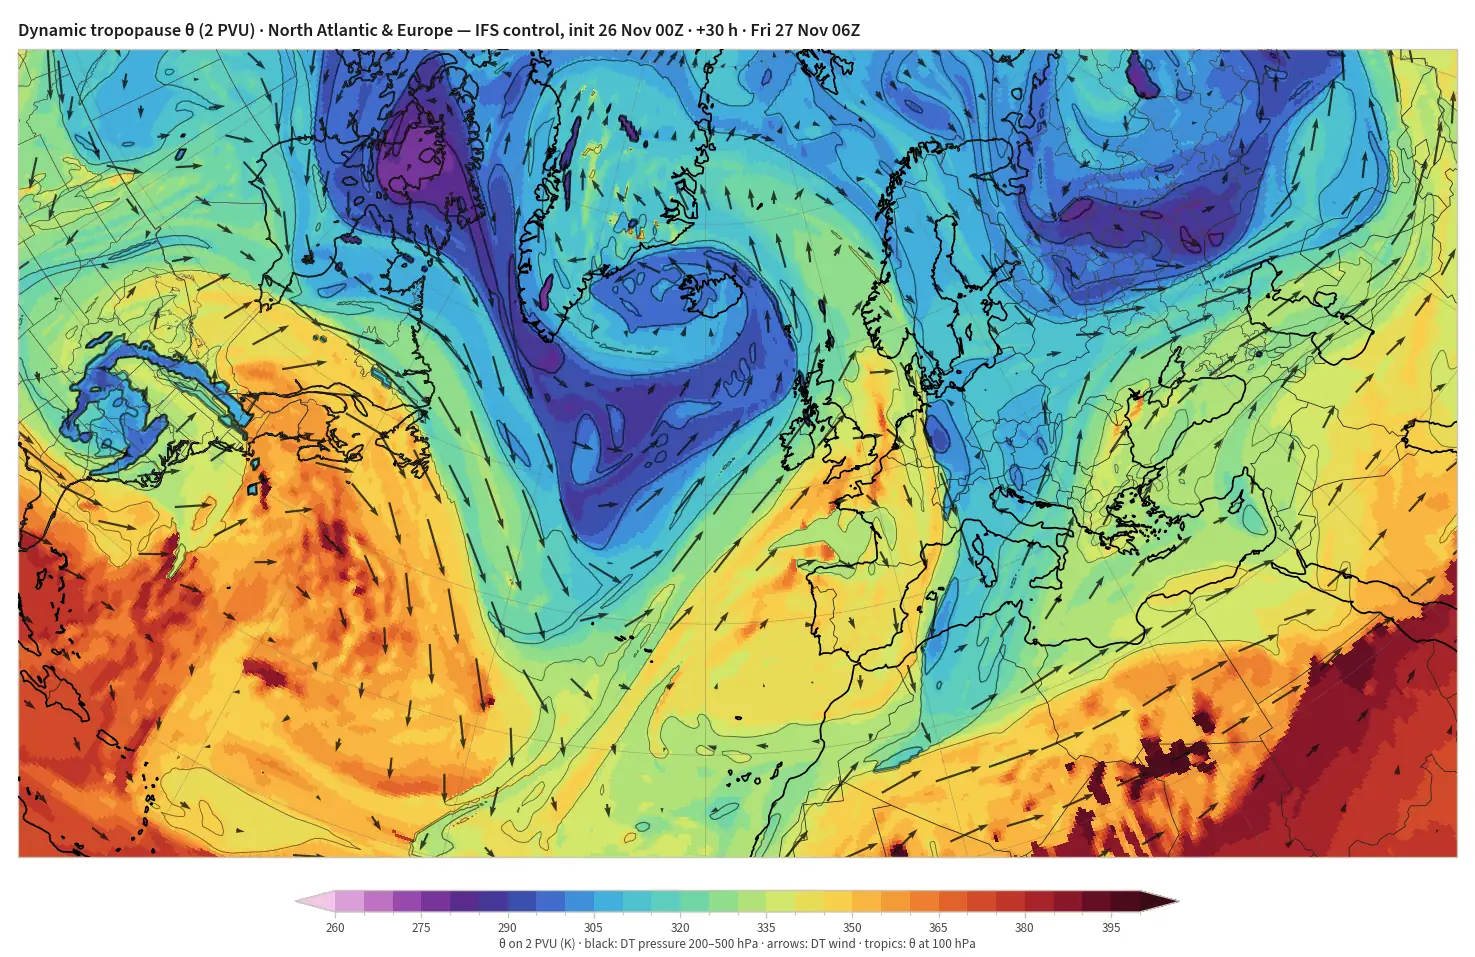 Dynamic tropopause θ (2 PVU) · North Atlantic & Europe — IFS control, init 26 Nov 00Z · +30 h · Fri 27 Nov 06Z
260 275 290 305 320 335 350 365 380 395
θ on 2 PVU (K) · black: DT pressure 200–500 hPa · arrows: DT wind · tropics: θ at 100 hPa